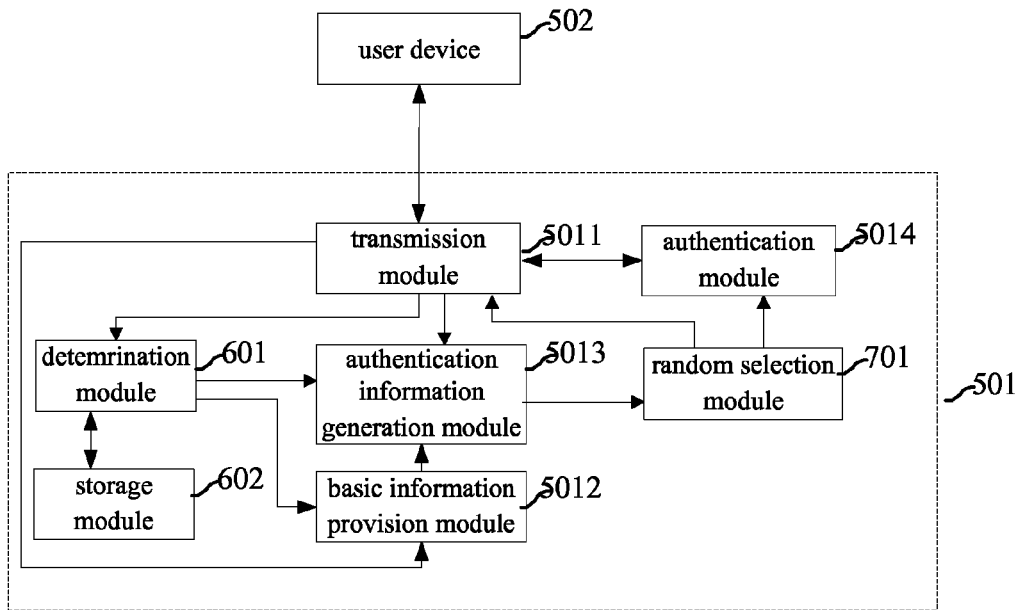 502
user device
transmission
module
5011
authentication
module
5014
detemrination
module
601
authentication
information
generation module
5013
random selection
module
701
501
storage
module
602
basic information
provision module
5012